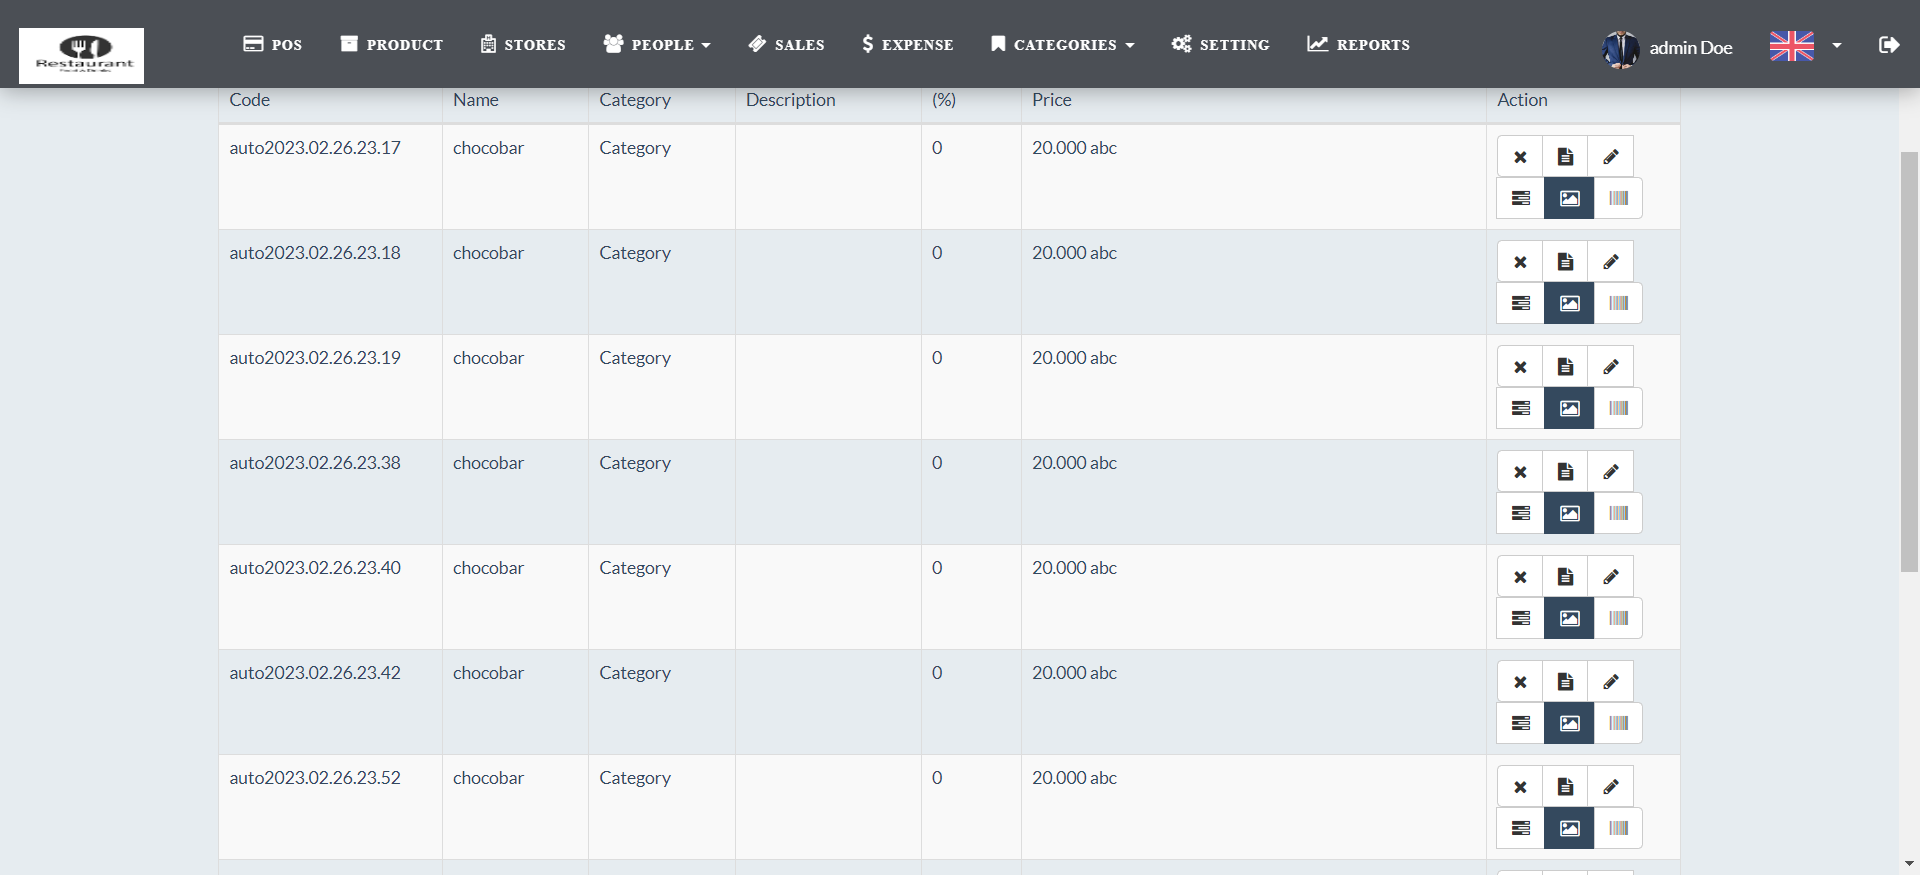 Restaurant
POS PRODUCT STORES PEOPLE SALES EXPENSE CATEGORIES SETTING REPORTS admin Doe
Code Name Category Description (%) Price Action
auto2023.02.26.23.17 chocobar Category 0 20.000 abc
auto2023.02.26.23.18 chocobar Category 0 20.000 abc
auto2023.02.26.23.19 chocobar Category 0 20.000 abc
auto2023.02.26.23.38 chocobar Category 0 20.000 abc
auto2023.02.26.23.40 chocobar Category 0 20.000 abc
auto2023.02.26.23.42 chocobar Category 0 20.000 abc
auto2023.02.26.23.52 chocobar Category 0 20.000 abc